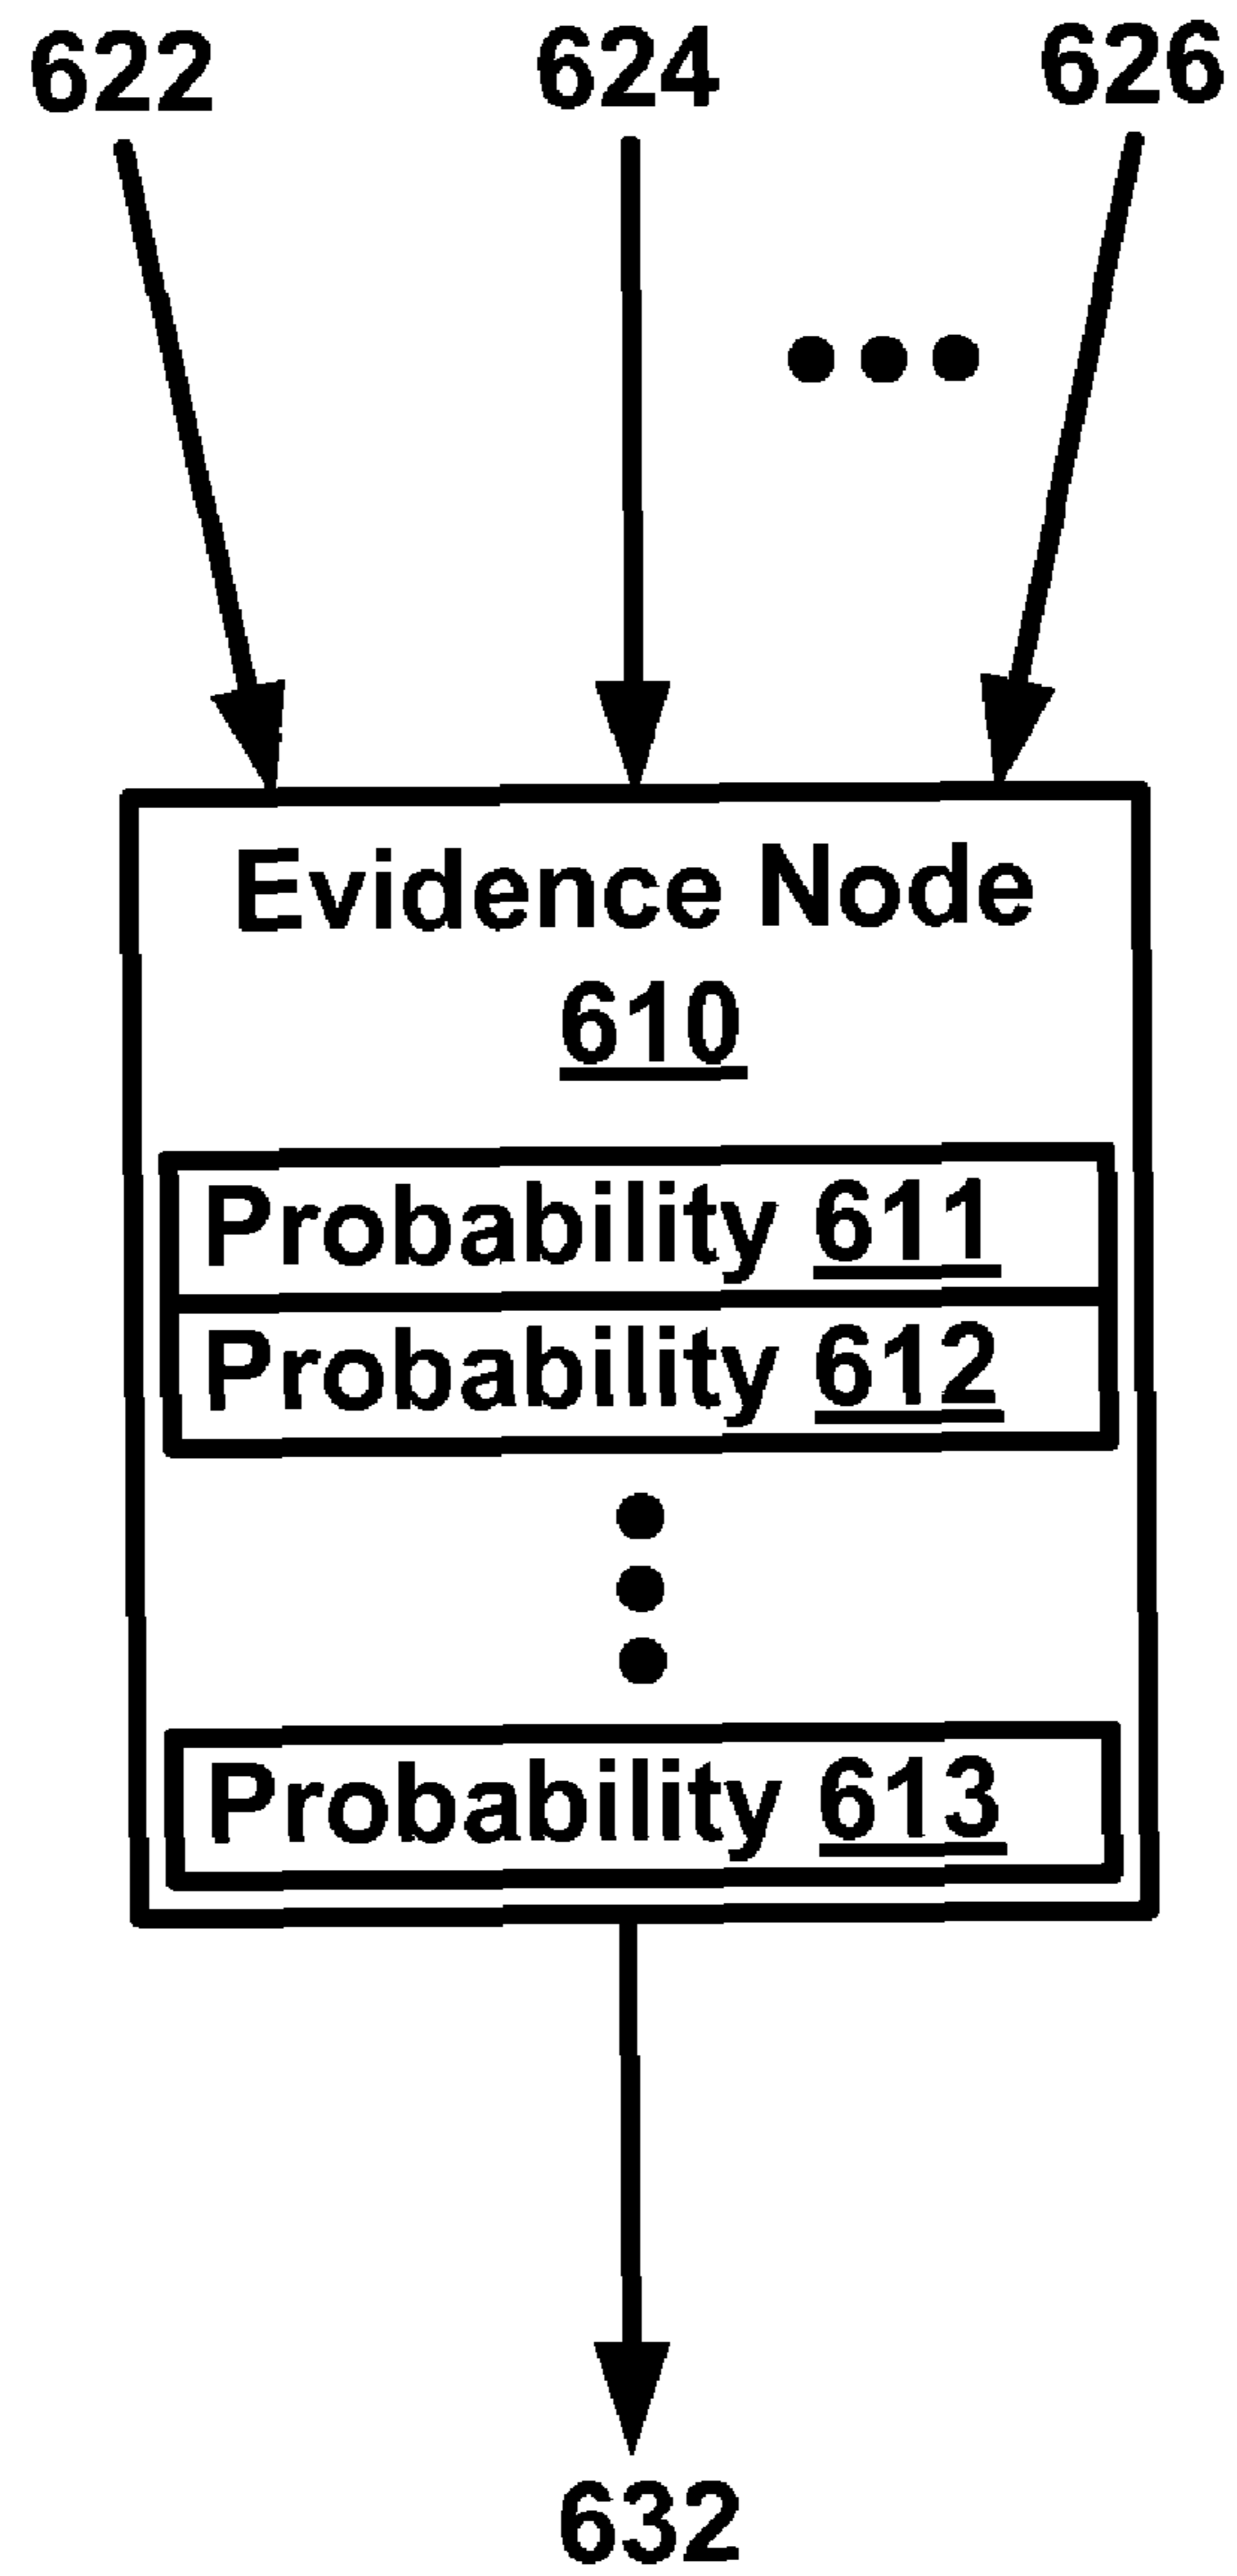 622 624 626
Evidence Node
610
Probability 611
Probability 612
Probability 613
632